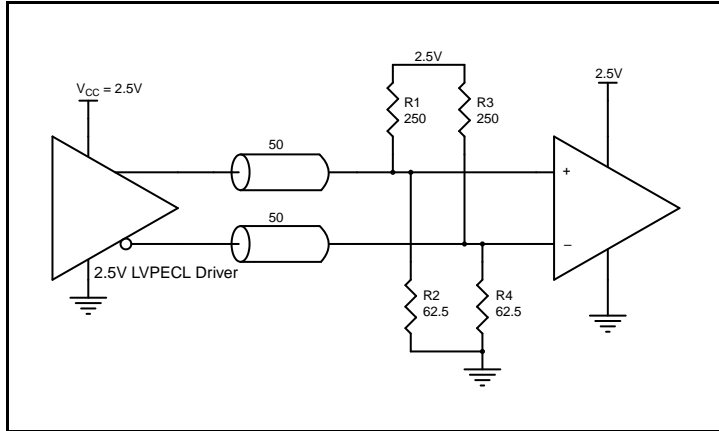 2.5V
2.5V
V_CC = 2.5V
R1
250
R3
250
50
+
50
−
2.5V LVPECL Driver
R2
62.5
R4
62.5